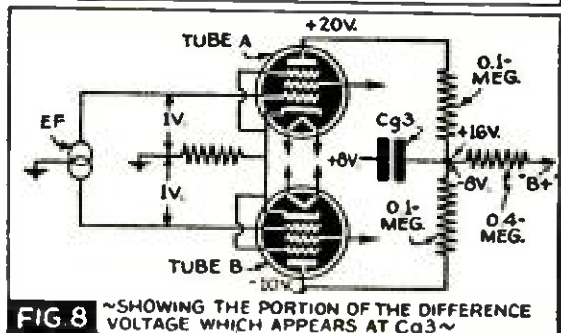 +20V.
TUBE A
0.1-
MEG.
EF
1V.
Cg3
+16V.
+8V
"B+"
1V.
-8V.
0.1-
MEG.
0.4-
MEG.
TUBE B
-10V.
FIG. 8 ~SHOWING THE PORTION OF THE DIFFERENCE
VOLTAGE WHICH APPEARS AT Cg3~